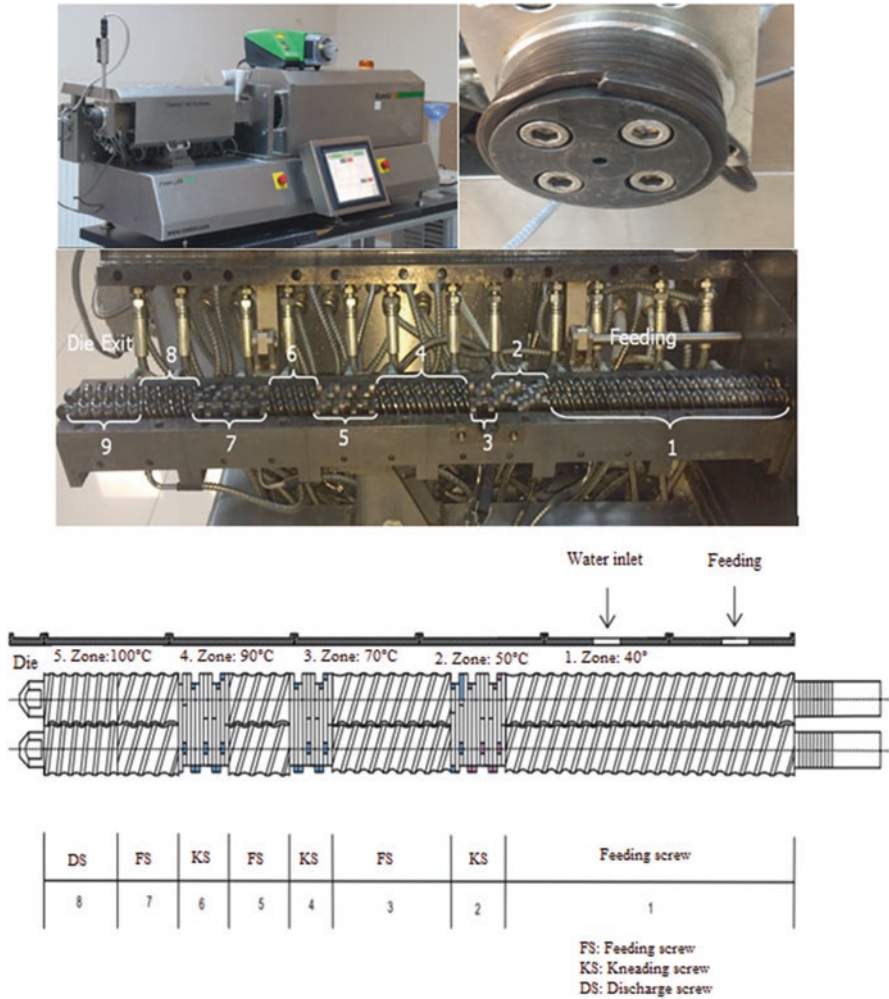 Die Exit
8
6
4
2
Feeding
9
7
5
3
1
Water inlet
Feeding
Die
5. Zone:100°C
4. Zone: 90°C
3. Zone: 70°C
2. Zone: 50°C
1. Zone: 40°
DS
FS
KS
FS
KS
FS
KS
Feeding screw
8
7
6
5
4
3
2
1
FS: Feeding screw
KS: Kneading screw
DS: Discharge screw